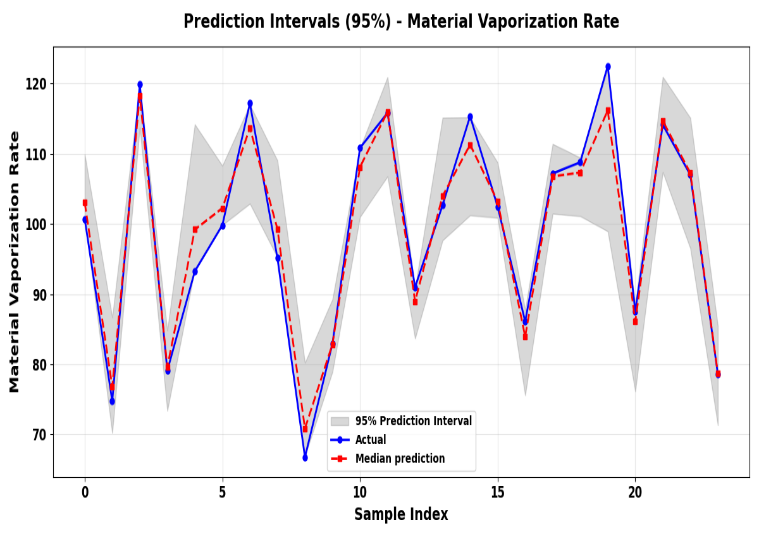 Prediction Intervals (95%) - Material Vaporization Rate
Material Vaporization Rate
120
110
100
90
80
70
95% Prediction Interval
Actual
Median prediction
0 5 10 15 20
Sample Index